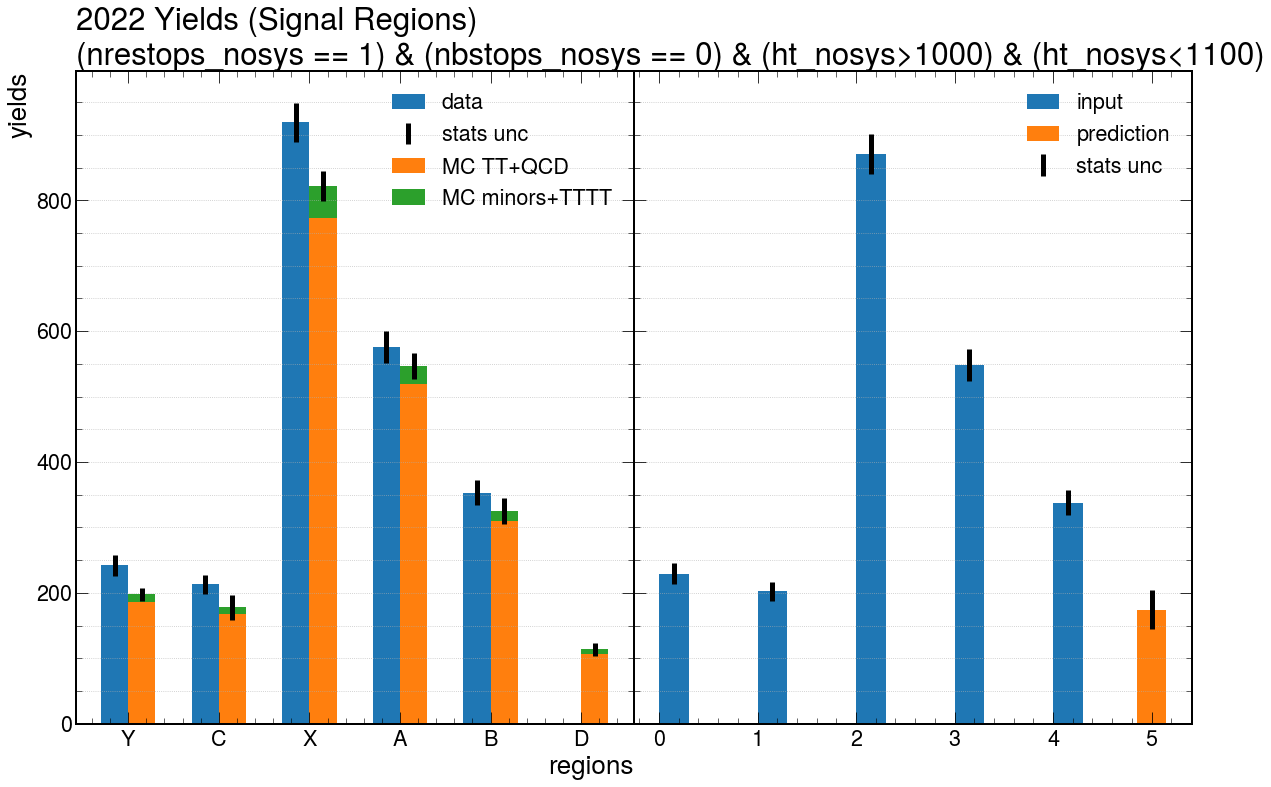 2022 Yields (Signal Regions)
(nrestops_nosys == 1) & (nbstops_nosys == 0) & (ht_nosys>1000) & (ht_nosys<1100)
yields
data
stats unc
MC TT+QCD
MC minors+TTTT
input
prediction
stats unc
800
600
400
200
0
Y C X A B D 0 1 2 3 4 5
regions